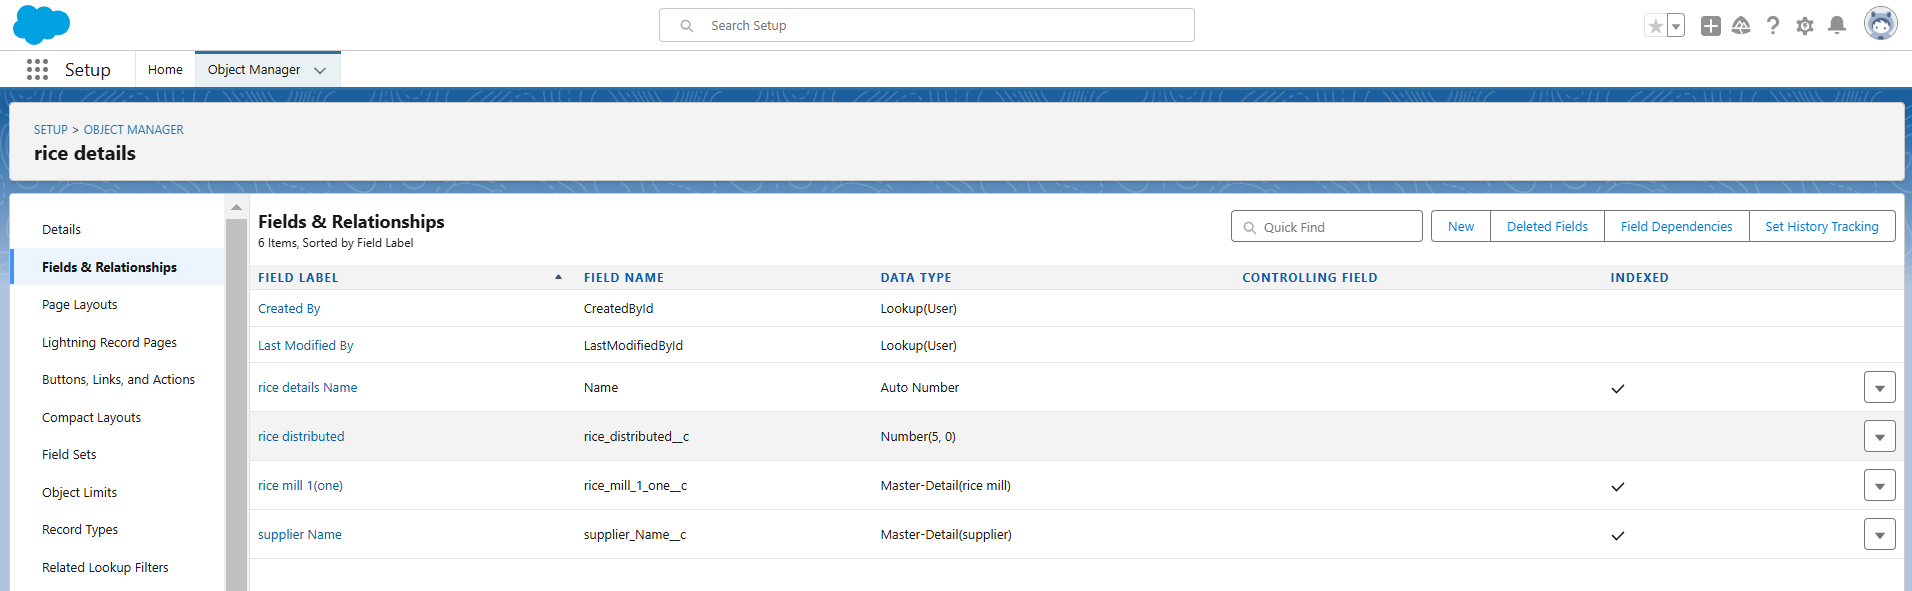 Search Setup
Setup
Home
Object Manager
SETUP > OBJECT MANAGER
rice details
Details
Fields & Relationships
Page Layouts
Lightning Record Pages
Buttons, Links, and Actions
Compact Layouts
Field Sets
Object Limits
Record Types
Related Lookup Filters
Fields & Relationships
6 Items, Sorted by Field Label
Quick Find
New
Deleted Fields
Field Dependencies
Set History Tracking
FIELD LABEL FIELD NAME DATA TYPE CONTROLLING FIELD INDEXED
Created By CreatedById Lookup(User)
Last Modified By LastModifiedById Lookup(User)
rice details Name Name Auto Number
rice distributed rice_distributed__c Number(5, 0)
rice mill 1(one) rice_mill_1_one__c Master-Detail(rice mill)
supplier Name supplier_Name__c Master-Detail(supplier)